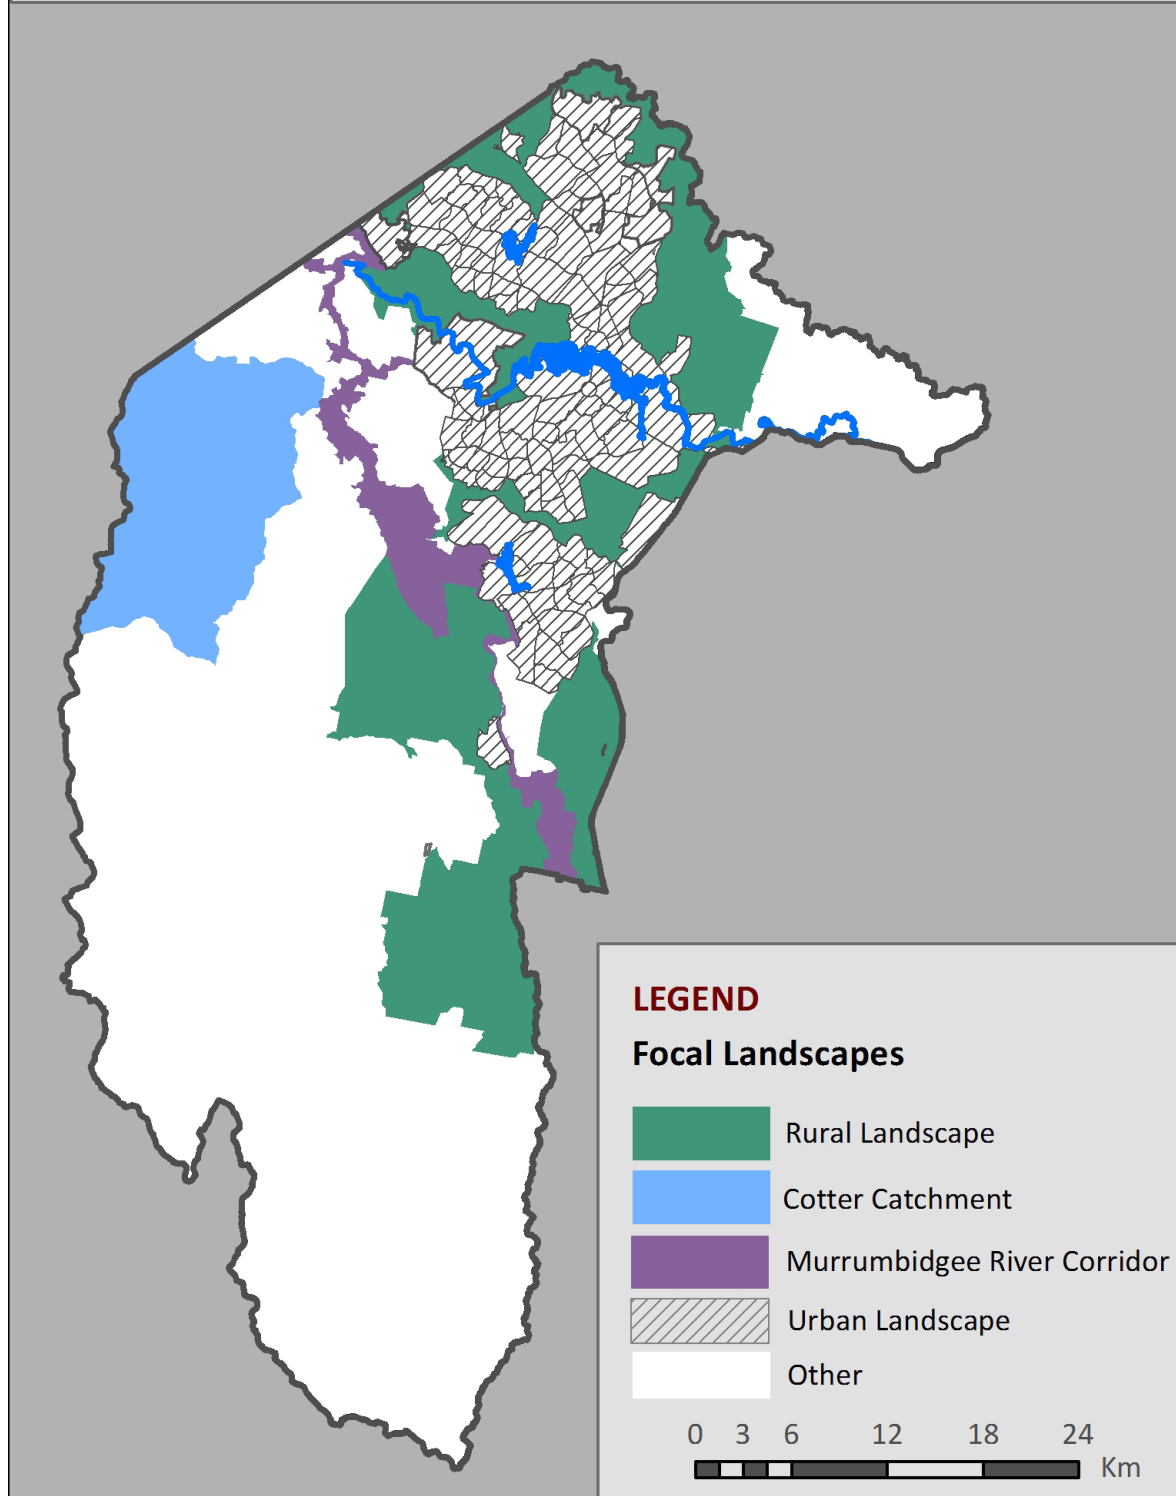 LEGEND
Focal Landscapes
Rural Landscape
Cotter Catchment
Murrumbidgee River Corridor
Urban Landscape
Other
0 3 6 12 18 24
Km